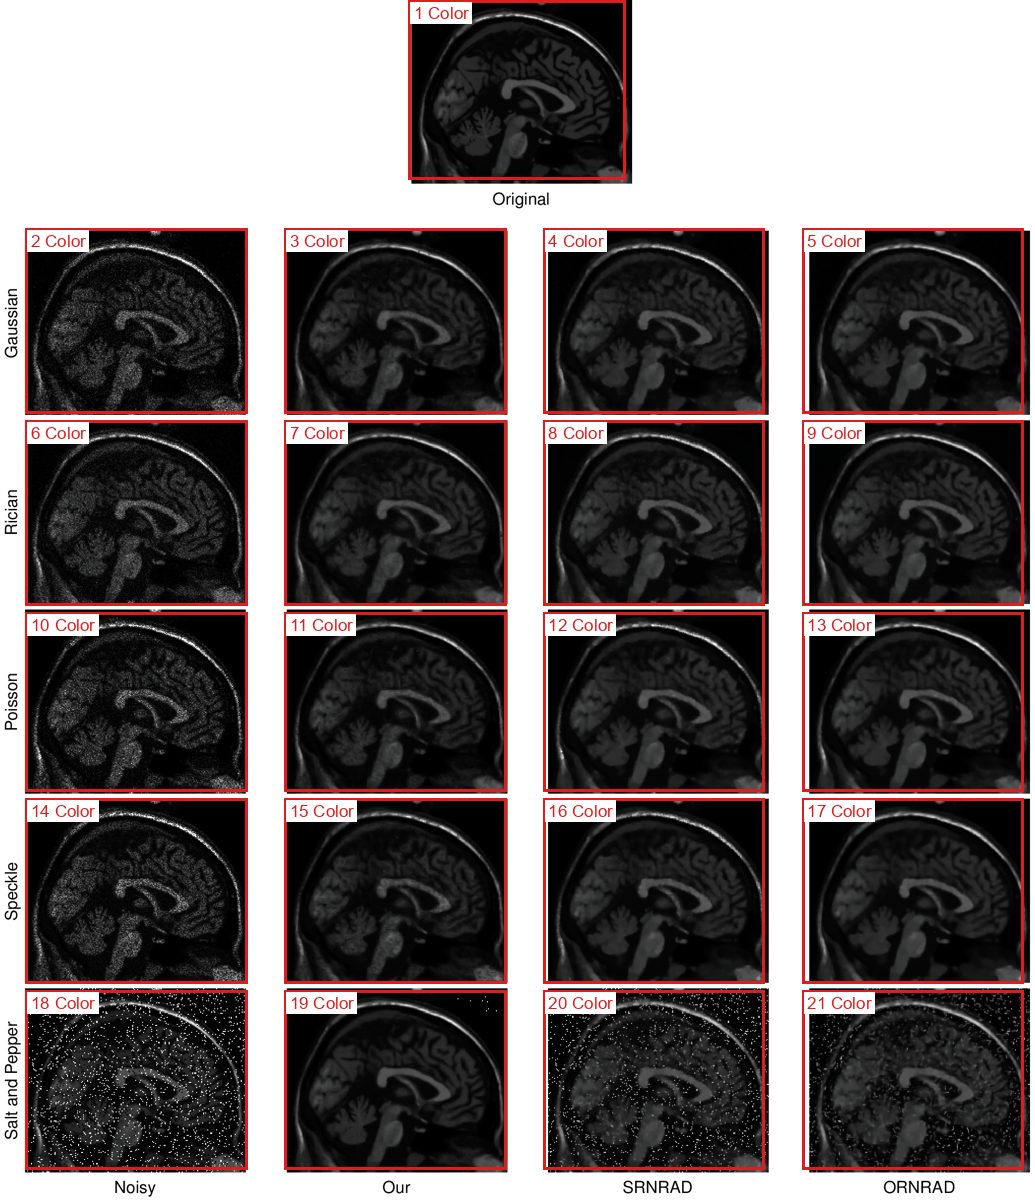 1 Color
Original
2 Color
3 Color
4 Color
5 Color
Gaussian
6 Color
7 Color
8 Color
9 Color
Rician
10 Color
11 Color
12 Color
13 Color
Poisson
14 Color
15 Color
16 Color
17 Color
Speckle
18 Color
19 Color
20 Color
21 Color
Salt and Pepper
Noisy
Our
SRNRAD
ORNRAD